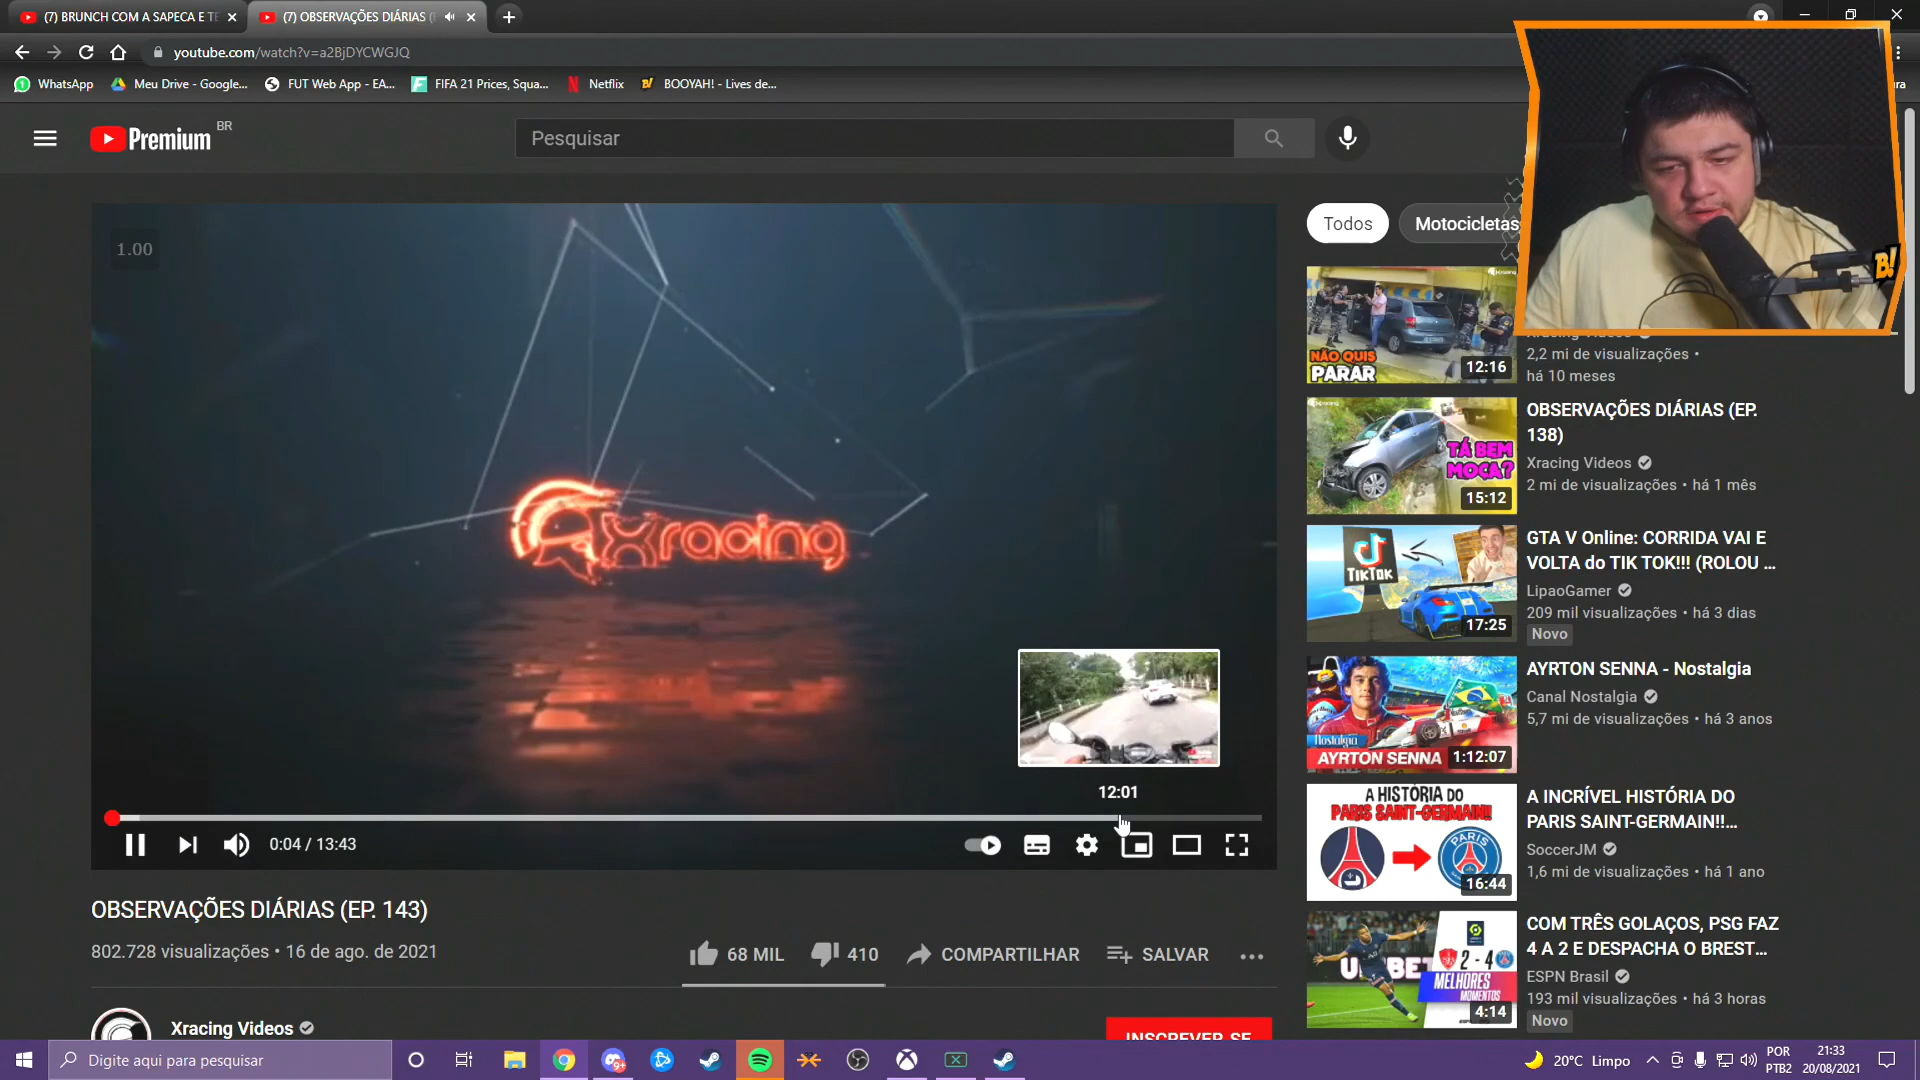 (7) BRUNCH COM A SAPECA E TE
(7) OBSERVAÇÕES DIÁRIAS (
youtube.com/watch?v=a2BjDYCWGJQ
WhatsApp
Meu Drive - Google...
FUT Web App - EA...
FIFA 21 Prices, Squa...
Netflix
BOOYAH! - Lives de...
Premium
BR
Pesquisar
1.00
xracing
12:01
0:04 / 13:43
OBSERVAÇÕES DIÁRIAS (EP. 143)
802.728 visualizações • 16 de ago. de 2021
68 MIL
410
COMPARTILHAR
SALVAR
Xracing Videos
INSCREVER-SE
Todos
Motocicletas
B!
NÃO QUIS
PARAR
12:16
Xracing Videos
2,2 mi de visualizações •
há 10 meses
TÁ BEM
MOÇA?
15:12
OBSERVAÇÕES DIÁRIAS (EP.
138)
Xracing Videos
2 mi de visualizações • há 1 mês
TIKTOK
17:25
GTA V Online: CORRIDA VAI E
VOLTA do TIK TOK!!! (ROLOU ...
LipaoGamer
209 mil visualizações • há 3 dias
Novo
Nostalgia
AYRTON SENNA
1:12:07
AYRTON SENNA - Nostalgia
Canal Nostalgia
5,7 mi de visualizações • há 3 anos
A HISTÓRIA DO
PARIS SAINT-GERMAIN!!
PARIS
16:44
A INCRÍVEL HISTÓRIA DO
PARIS SAINT-GERMAIN!!...
SoccerJM
1,6 mi de visualizações • há 1 ano
2 - 4
MELHORES
MOMENTOS
4:14
COM TRÊS GOLAÇOS, PSG FAZ
4 A 2 E DESPACHA O BREST...
ESPN Brasil
193 mil visualizações • há 3 horas
Novo
Digite aqui para pesquisar
20°C Limpo
POR
PTB2
21:33
20/08/2021